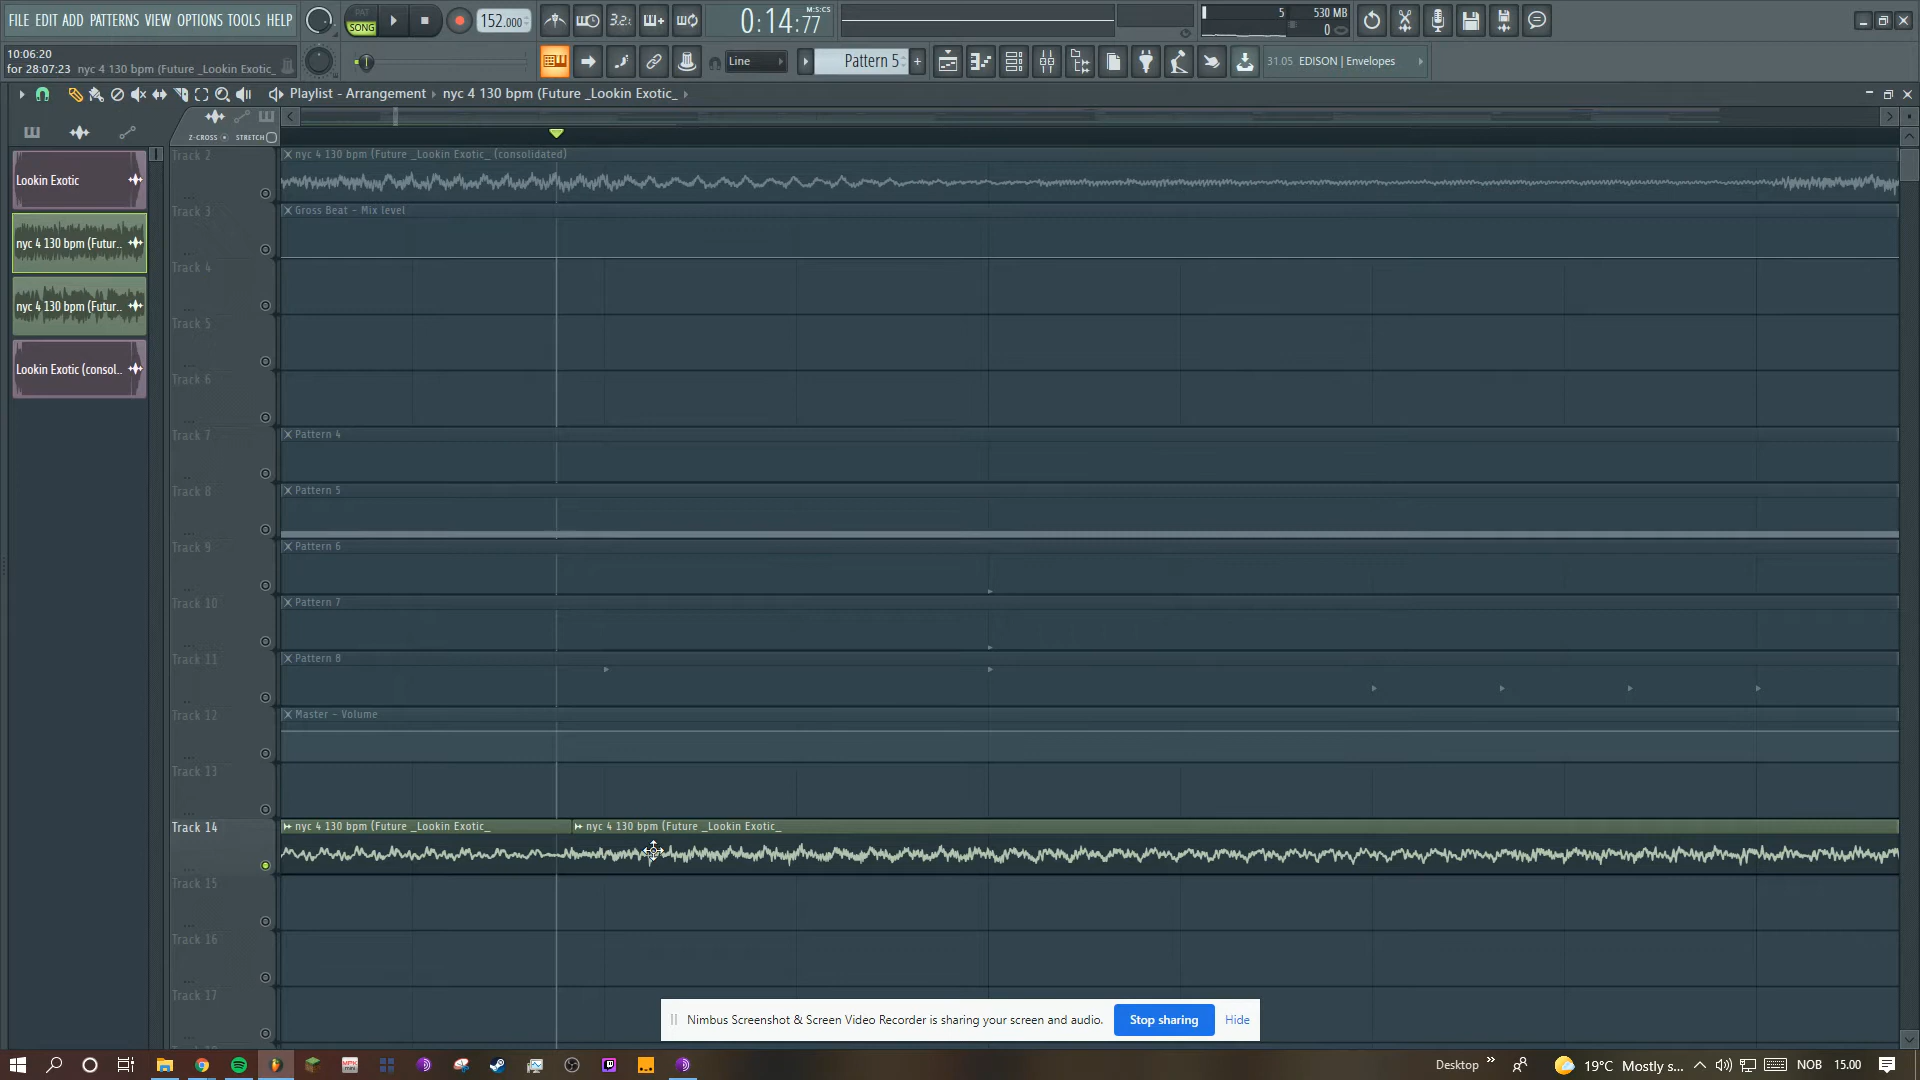 FILE EDIT ADD PATTERNS VIEW OPTIONS TOOLS HELP
PAT
SONG
152.000
3.2.c
0:14:77
M:S:CS
5
530 MB
0
10:06:20
for 28:07:23 nyc 4 130 bpm (Future _Lookin Exotic_
Line
Pattern 5
+
31.05 EDISON | Envelopes
Playlist - Arrangement nyc 4 130 bpm (Future _Lookin Exotic_
Z-CROSS STRETCH
Lookin Exotic
nyc 4 130 bpm (Futur..
nyc 4 130 bpm (Futur..
Lookin Exotic (consol..
Track 2 nyc 4 130 bpm (Future _Lookin Exotic_ (consolidated)
Track 3 Gross Beat - Mix level
Track 4
Track 5
Track 6
Track 7 Pattern 4
Track 8 Pattern 5
Track 9 Pattern 6
Track 10 Pattern 7
Track 11 Pattern 8
Track 12 Master - Volume
Track 13
Track 14 nyc 4 130 bpm (Future _Lookin Exotic_ nyc 4 130 bpm (Future _Lookin Exotic_
Track 15
Track 16
Track 17
Nimbus Screenshot & Screen Video Recorder is sharing your screen and audio. Stop sharing Hide
Desktop 19°C Mostly s... NOB 15.00